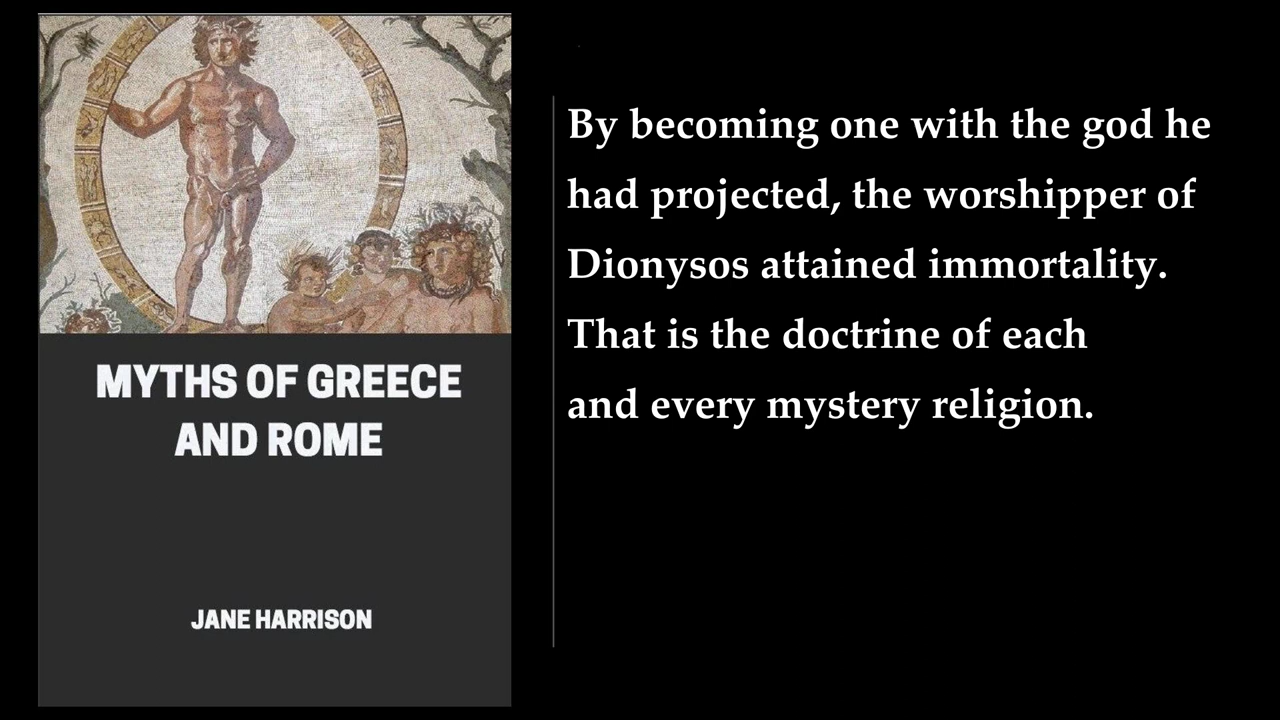 MYTHS OF GREECE
AND ROME
JANE HARRISON
By becoming one with the god he
had projected, the worshipper of
Dionysos attained immortality.
That is the doctrine of each
and every mystery religion.